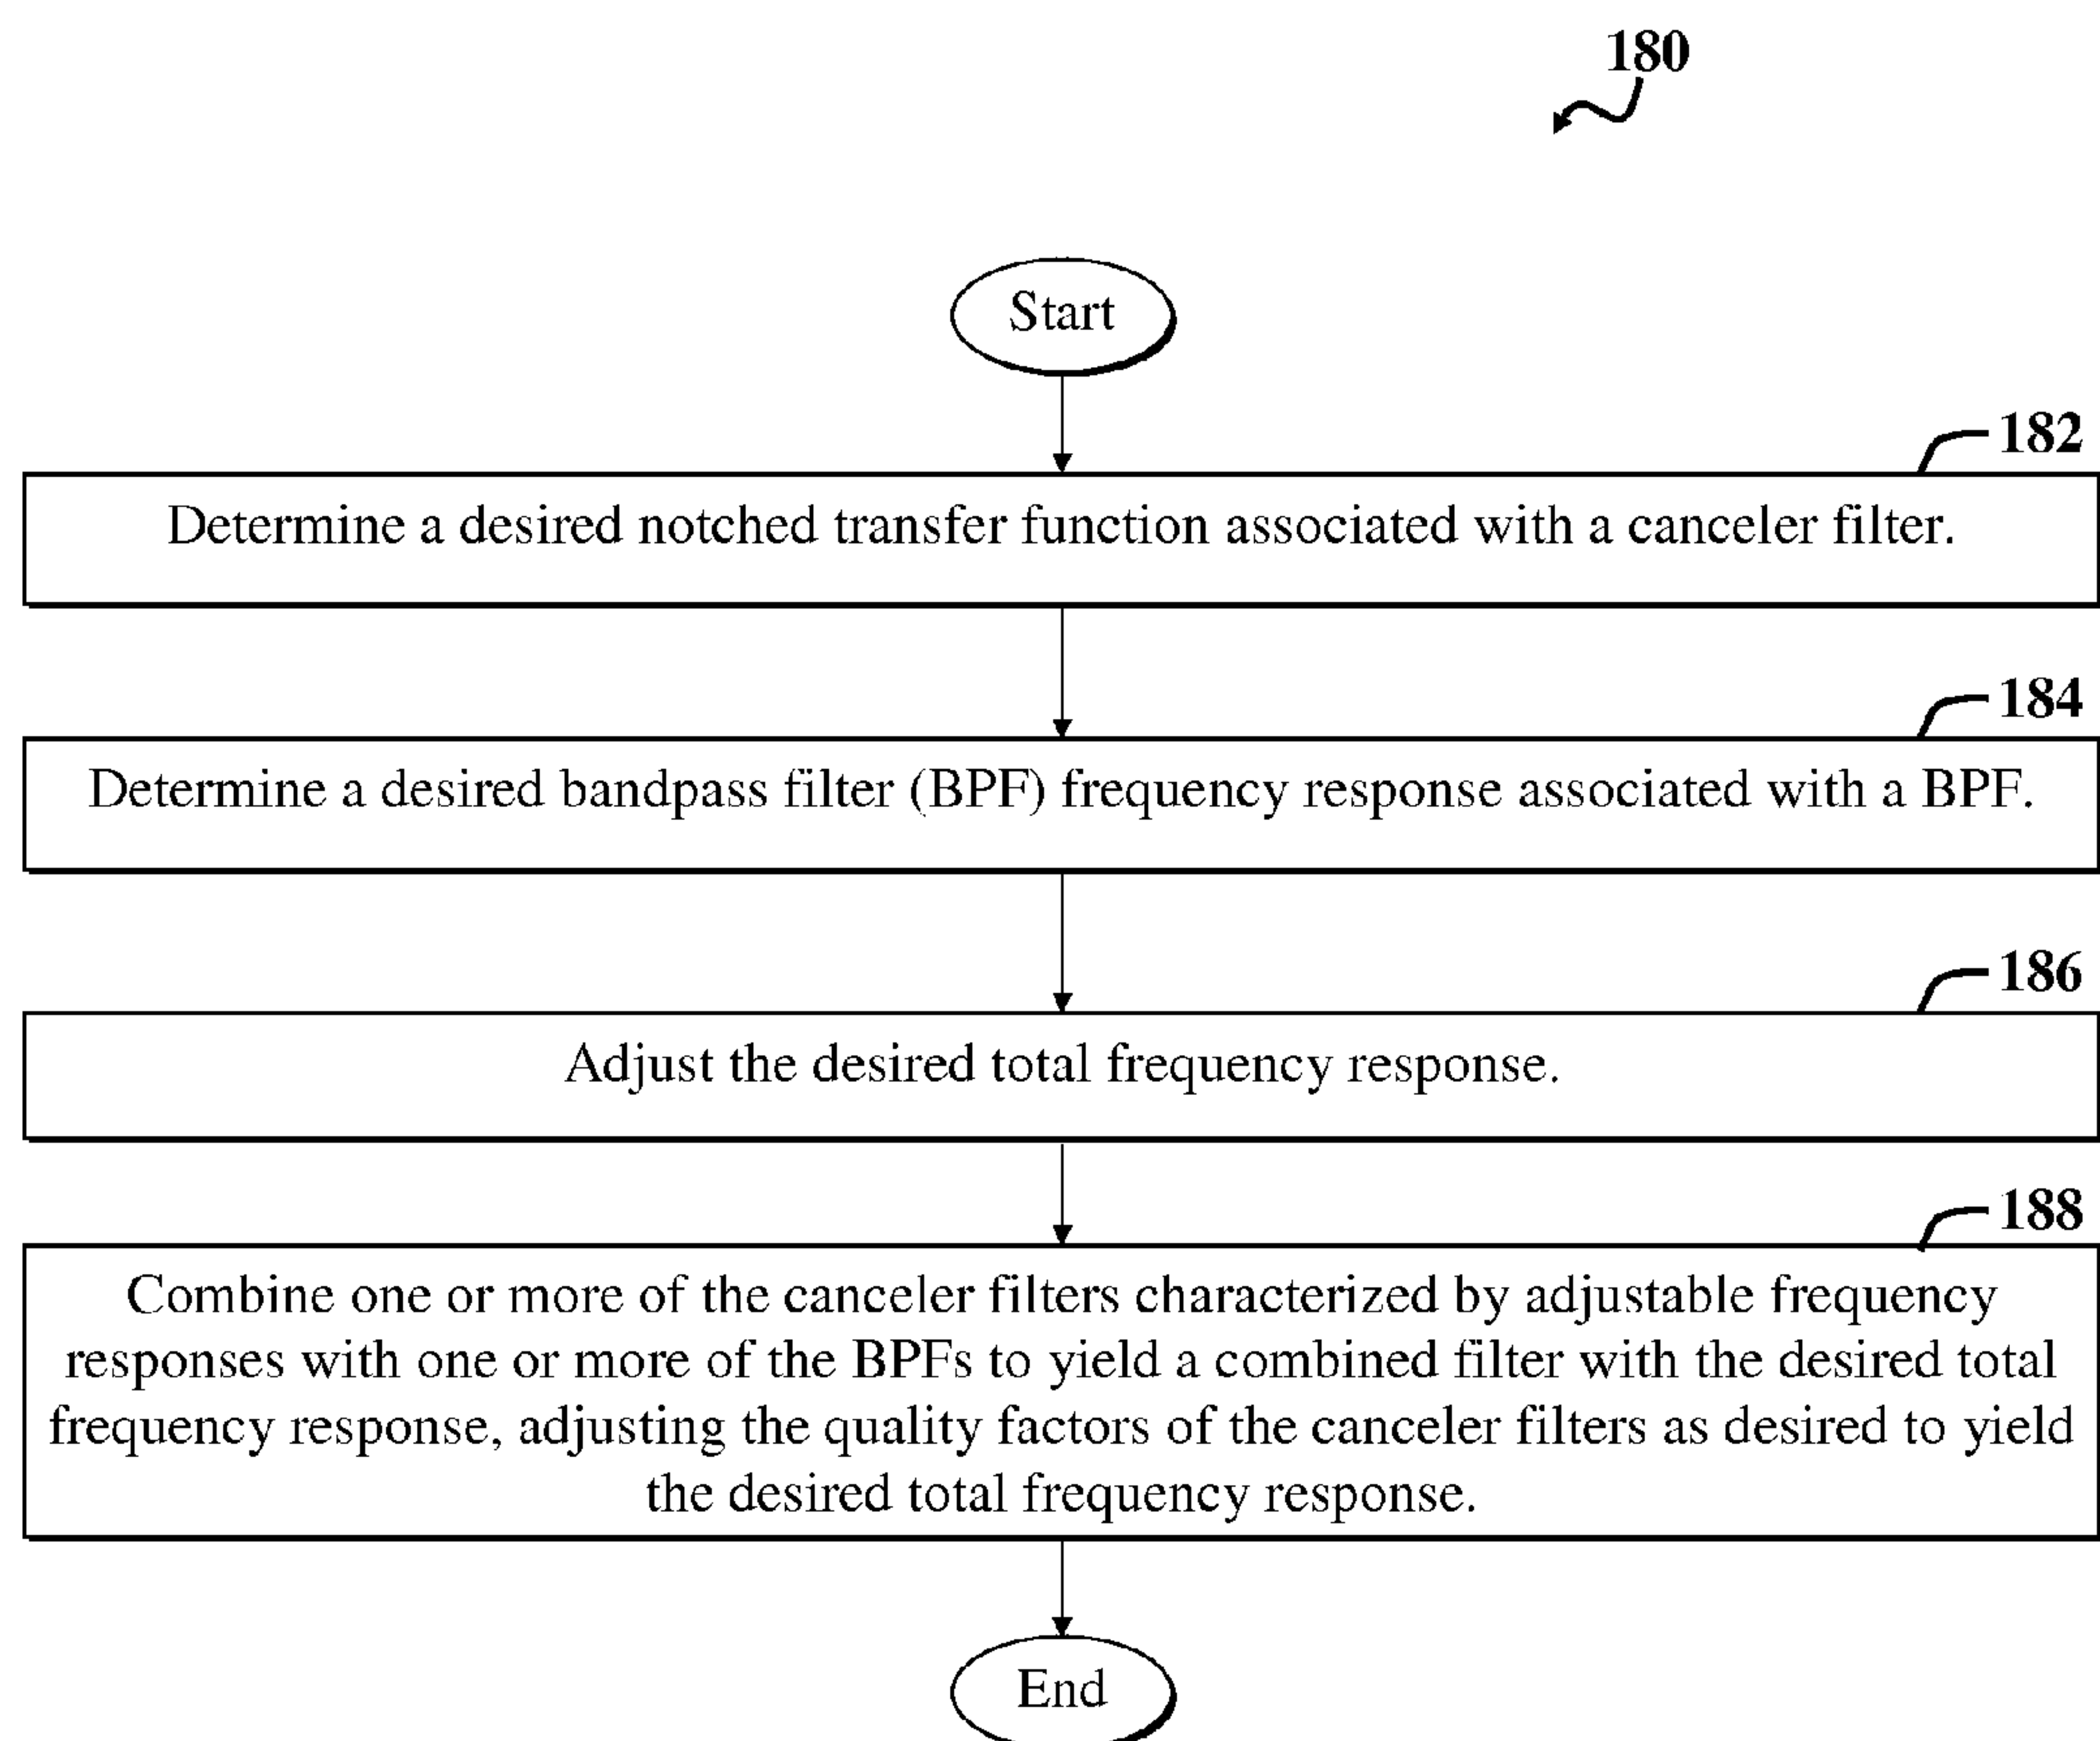 180
Start
182
Determine a desired notched transfer function associated with a canceler filter.
184
Determine a desired bandpass filter (BPF) frequency response associated with a BPF.
186
Adjust the desired total frequency response.
188
Combine one or more of the canceler filters characterized by adjustable frequency
responses with one or more of the BPFs to yield a combined filter with the desired total
frequency response, adjusting the quality factors of the canceler filters as desired to yield
the desired total frequency response.
End